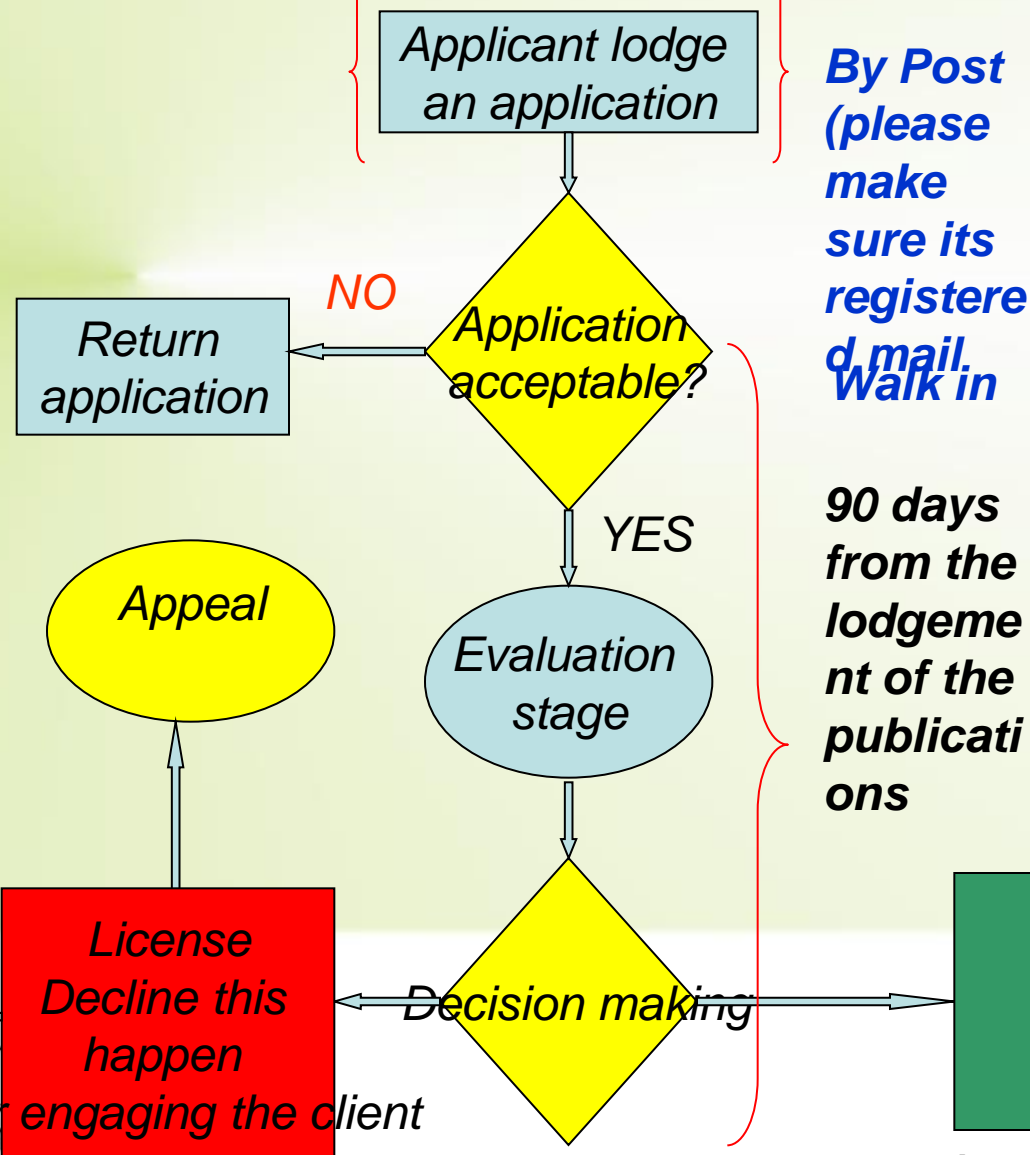 Applicant lodge
an application
By Post
(please
make
sure its
registere
d mail
Walk in
NO
Return
application
Application
acceptable?
YES
90 days
from the
lodgeme
nt of the
publicati
ons
Appeal
Evaluation
stage
License
Decline this
happen
engaging the client
Decision making